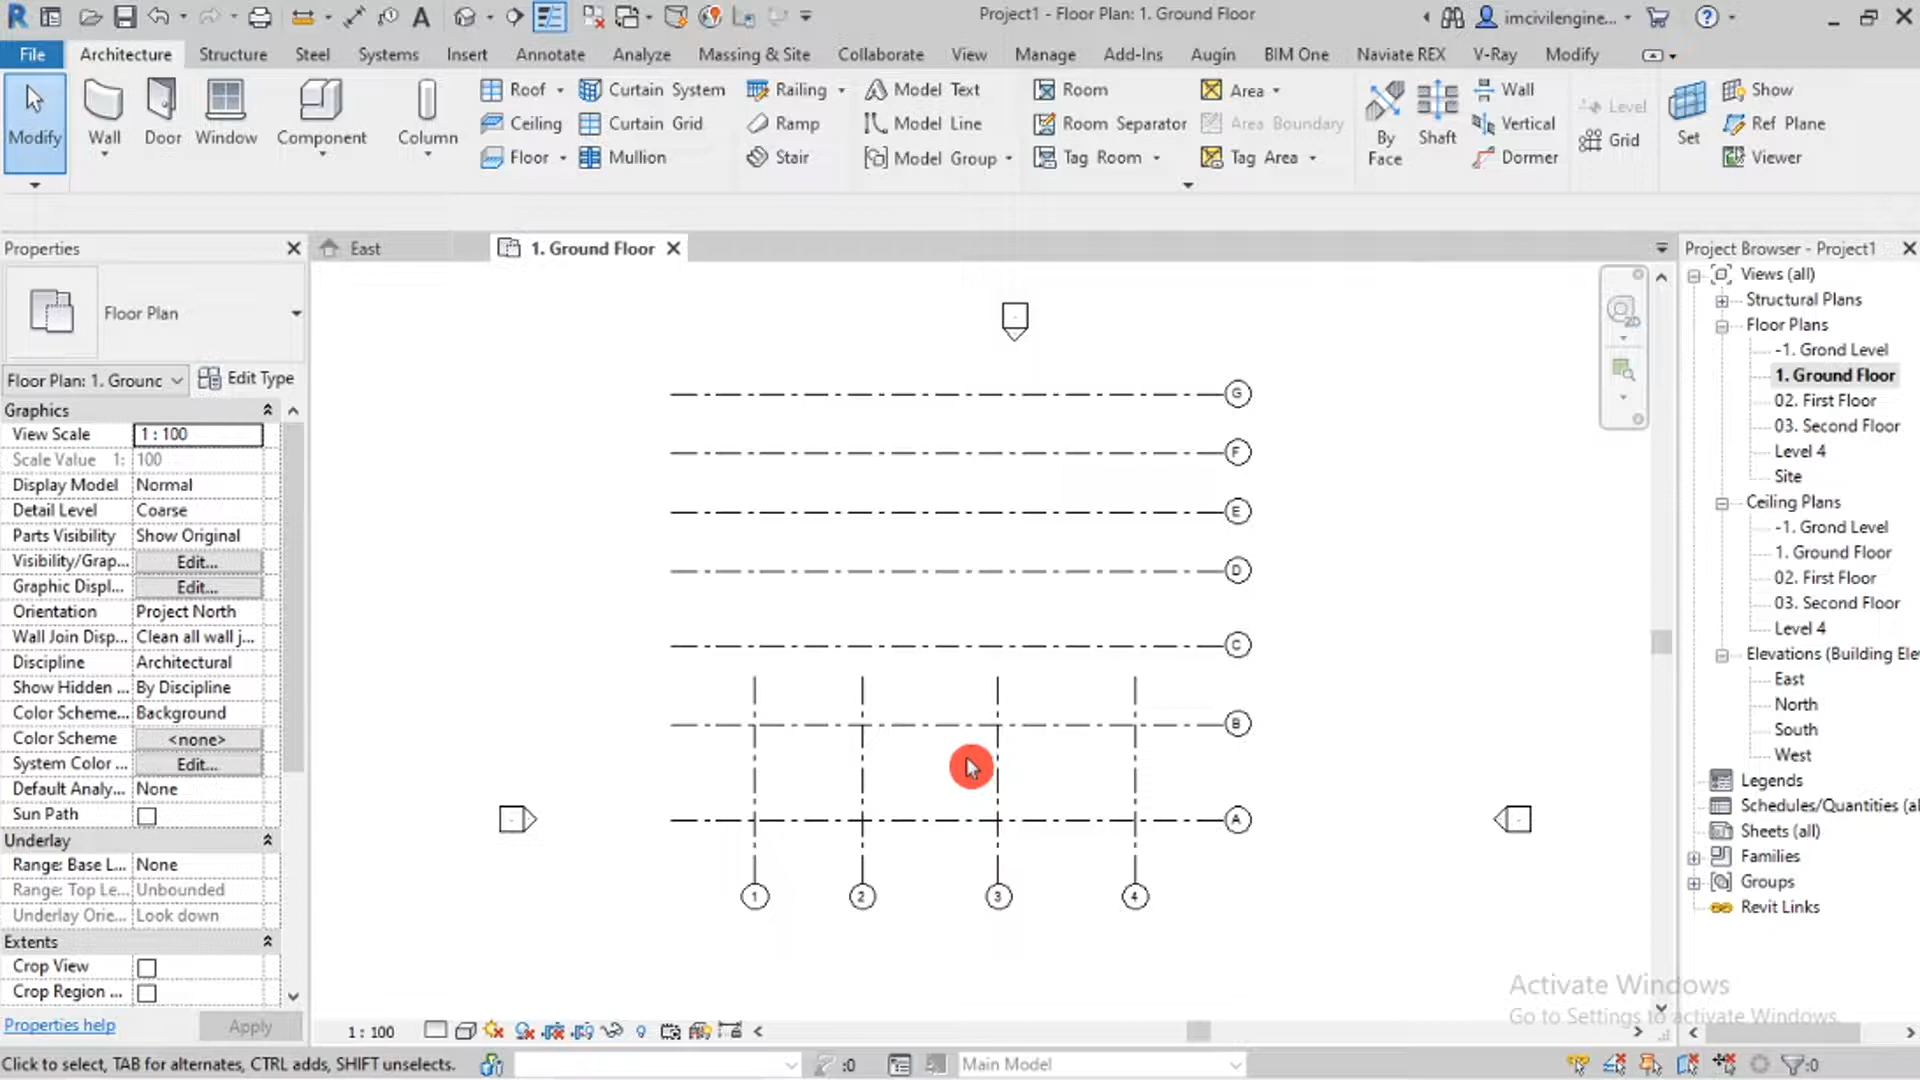 Project1 - Floor Plan: 1. Ground Floor
imcivilengine...
File Architecture Structure Steel Systems Insert Annotate Analyze Massing & Site Collaborate View Manage Add-Ins Augin BIM One Naviate REX V-Ray Modify
Modify
Wall
Door
Window
Component
Column
Roof
Ceiling
Floor
Curtain System
Curtain Grid
Mullion
Railing
Ramp
Stair
Model Text
Model Line
Model Group
Room
Room Separator
Tag Room
Area
Area Boundary
Tag Area
By
Face
Shaft
Wall
Vertical
Dormer
Level
Grid
Set
Show
Ref Plane
Viewer
Properties
Floor Plan
Floor Plan: 1. Grounc
Edit Type
Graphics
View Scale 1 : 100
Scale Value 1: 100
Display Model Normal
Detail Level Coarse
Parts Visibility Show Original
Visibility/Grap... Edit...
Graphic Displ... Edit...
Orientation Project North
Wall Join Disp... Clean all wall j...
Discipline Architectural
Show Hidden ... By Discipline
Color Scheme... Background
Color Scheme <none>
System Color ... Edit...
Default Analy... None
Sun Path
Underlay
Range: Base L... None
Range: Top Le... Unbounded
Underlay Orie... Look down
Extents
Crop View
Crop Region ...
Properties help
Apply
East
1. Ground Floor
G
F
E
D
C
B
A
1 2 3 4
2D
1 : 100
Project Browser - Project1
Views (all)
Structural Plans
Floor Plans
-1. Grond Level
1. Ground Floor
02. First Floor
03. Second Floor
Level 4
Site
Ceiling Plans
-1. Grond Level
1. Ground Floor
02. First Floor
03. Second Floor
Level 4
Elevations (Building Ele
East
North
South
West
Legends
Schedules/Quantities (al
Sheets (all)
Families
Groups
Revit Links
Activate Windows
Go to Settings to activate Windows.
Click to select, TAB for alternates, CTRL adds, SHIFT unselects.
:0
Main Model
:0